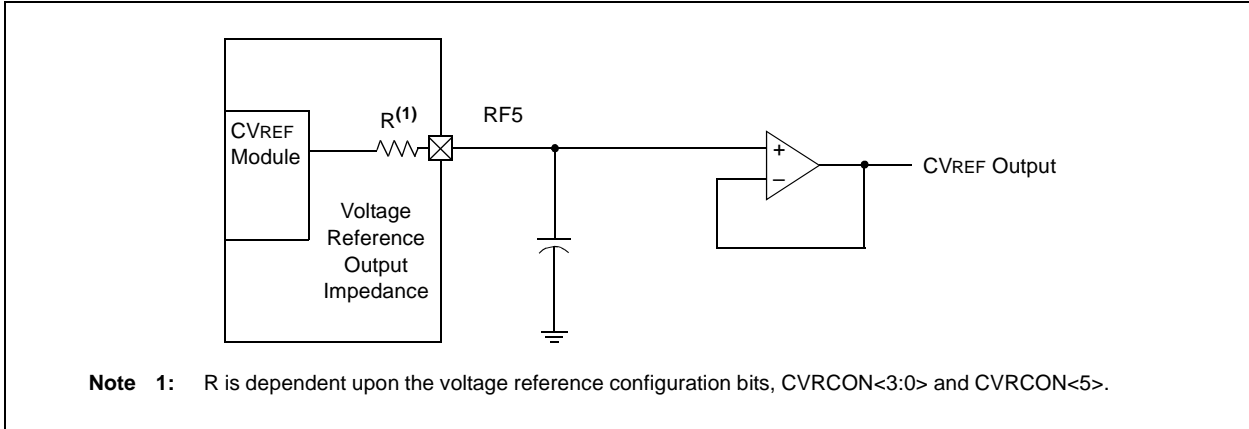 CVREF
Module
R(1)
RF5
Voltage
Reference
Output
Impedance
+
–
CVREF Output
Note 1: R is dependent upon the voltage reference configuration bits, CVRCON<3:0> and CVRCON<5>.